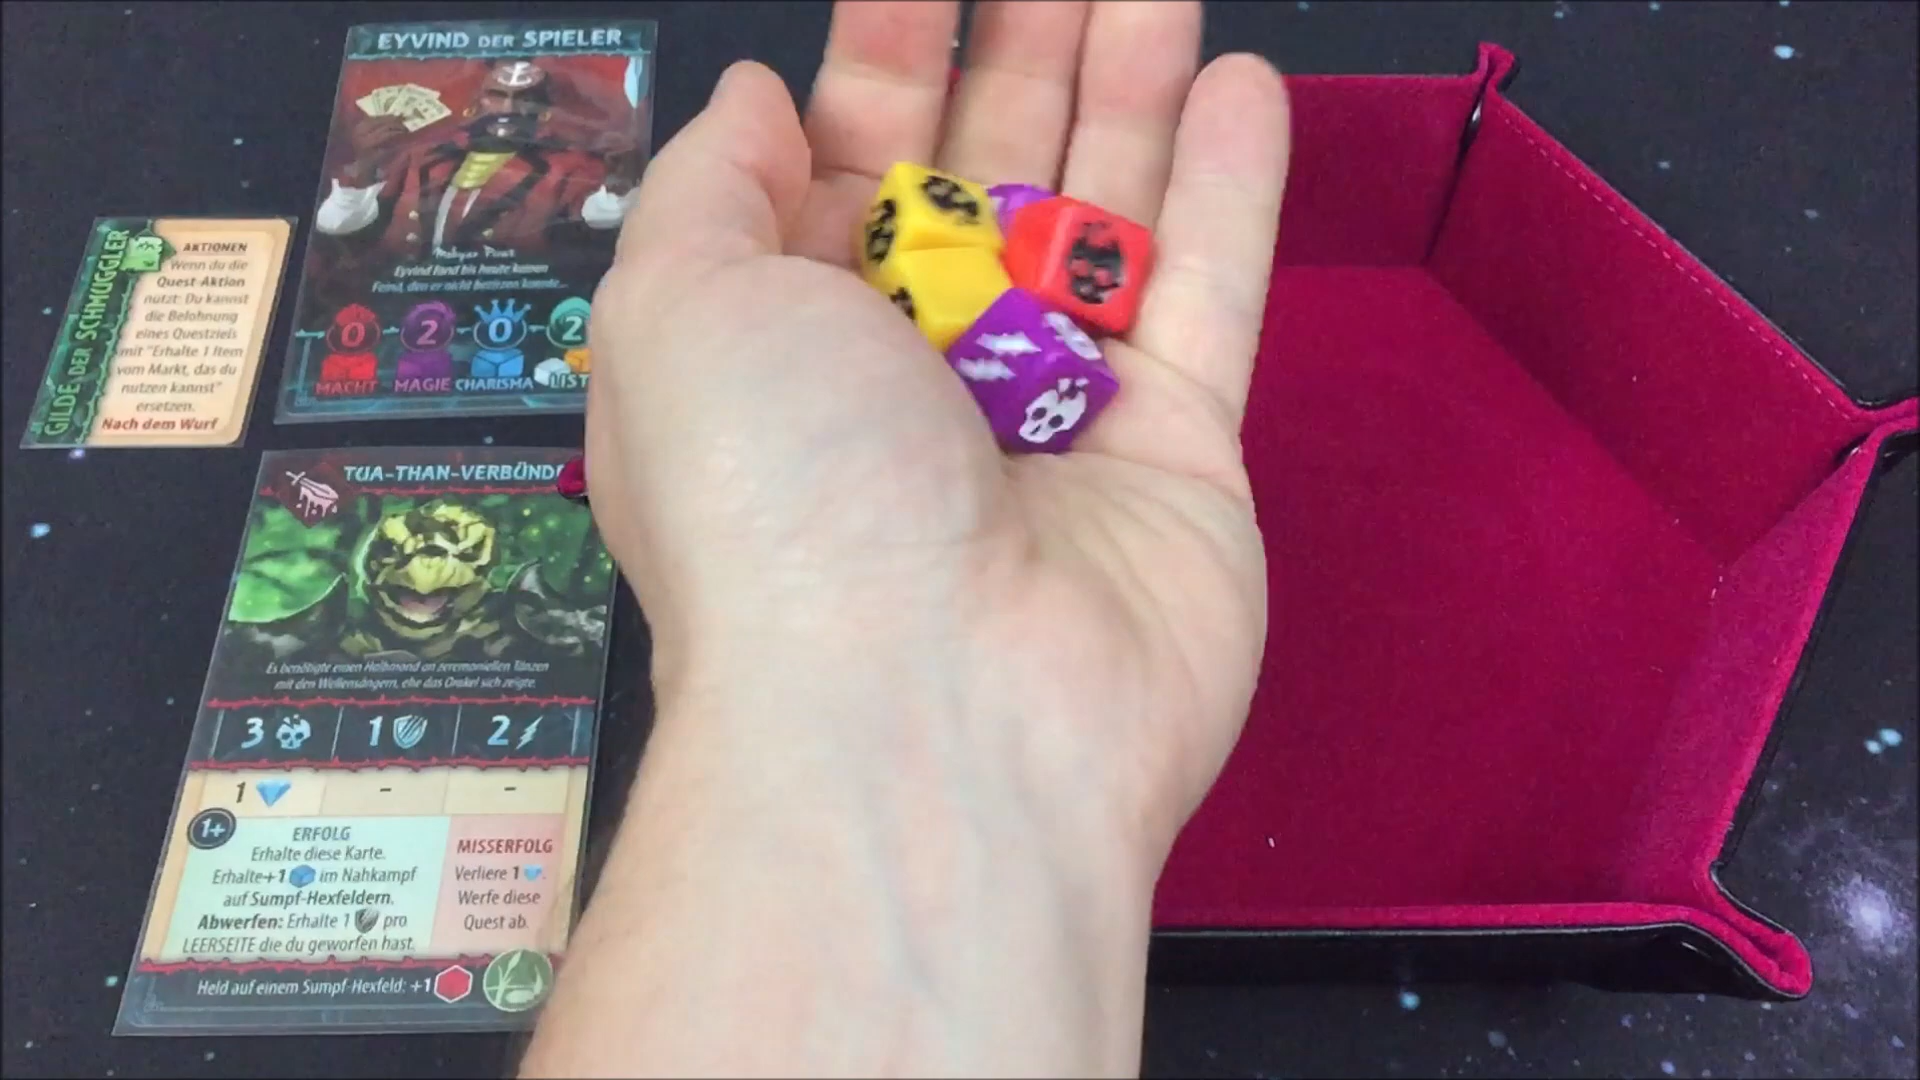 EYVIND DER SPIELER
Eyvind fand bis heute keinen
Feind, den er nicht besiegen konnte...
0 2 0 2
MACHT MAGIE CHARISMA LIST
GILDE DER SCHMUGGLER
AKTIONEN
Wenn du die
Quest-Aktion
nutzt: Du kannst
die Belohnung
eines Questziels
mit "Erhalte 1 Item
vom Markt, das du
nutzen kannst"
ersetzen.
Nach dem Wurf
TUA-THAN-VERBÜND
Es benötigte einen Halbmond an zeremoniellen Tänzen
mit den Wellensängern, ehe das Orakel sich zeigte.
3 1 2
1 - -
1+
ERFOLG
Erhalte diese Karte.
Erhalte +1 im Nahkampf
auf Sumpf-Hexfeldern.
Abwerfen: Erhalte 1 pro
LEERSEITE die du geworfen hast.
MISSERFOLG
Verliere 1 .
Werfe diese
Quest ab.
Held auf einem Sumpf-Hexfeld: +1